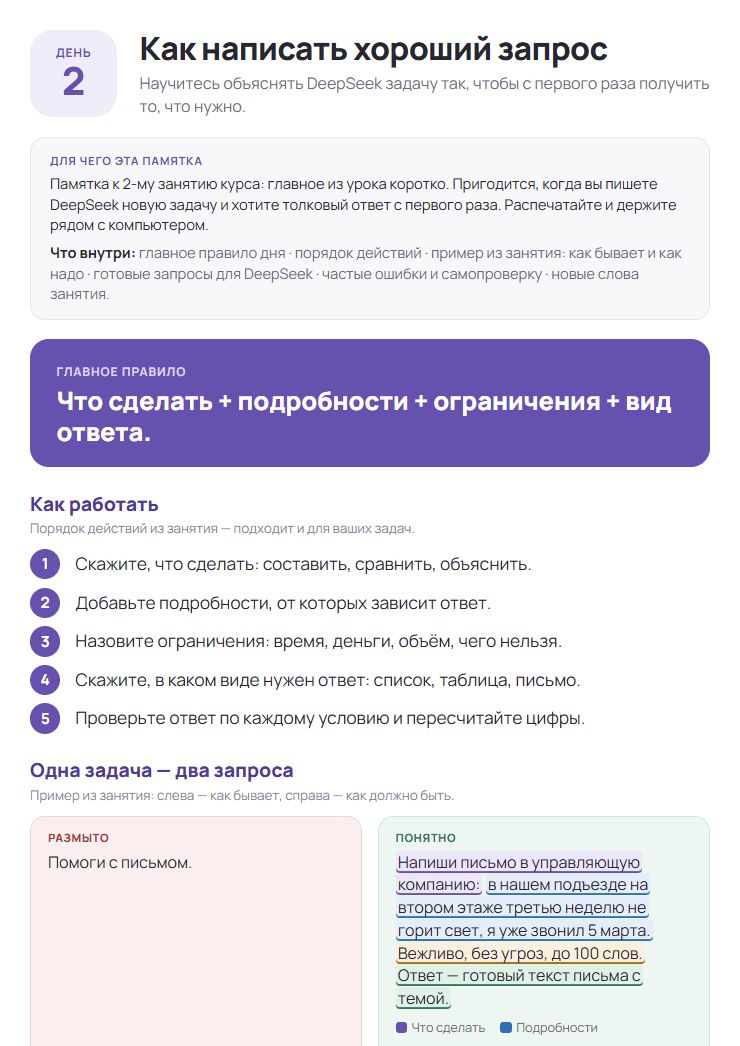 ДЕНЬ
2
Как написать хороший запрос
Научитесь объяснять DeepSeek задачу так, чтобы с первого раза получить
то, что нужно.
ДЛЯ ЧЕГО ЭТА ПАМЯТКА
Памятка к 2-му занятию курса: главное из урока коротко. Пригодится, когда вы пишете
DeepSeek новую задачу и хотите толковый ответ с первого раза. Распечатайте и держите
рядом с компьютером.
Что внутри: главное правило дня · порядок действий · пример из занятия: как бывает и как
надо · готовые запросы для DeepSeek · частые ошибки и самопроверку · новые слова
занятия.
ГЛАВНОЕ ПРАВИЛО
Что сделать + подробности + ограничения + вид
ответа.
Как работать
Порядок действий из занятия — подходит и для ваших задач.
1 Скажите, что сделать: составить, сравнить, объяснить.
2 Добавьте подробности, от которых зависит ответ.
3 Назовите ограничения: время, деньги, объём, чего нельзя.
4 Скажите, в каком виде нужен ответ: список, таблица, письмо.
5 Проверьте ответ по каждому условию и пересчитайте цифры.
Одна задача — два запроса
Пример из занятия: слева — как бывает, справа — как должно быть.
РАЗМЫТО
Помоги с письмом.
ПОНЯТНО
Напиши письмо в управляющую
компанию: в нашем подъезде на
втором этаже третью неделю не
горит свет, я уже звонил 5 марта.
Вежливо, без угроз, до 100 слов.
Ответ — готовый текст письма с
темой.
Что сделать Подробности